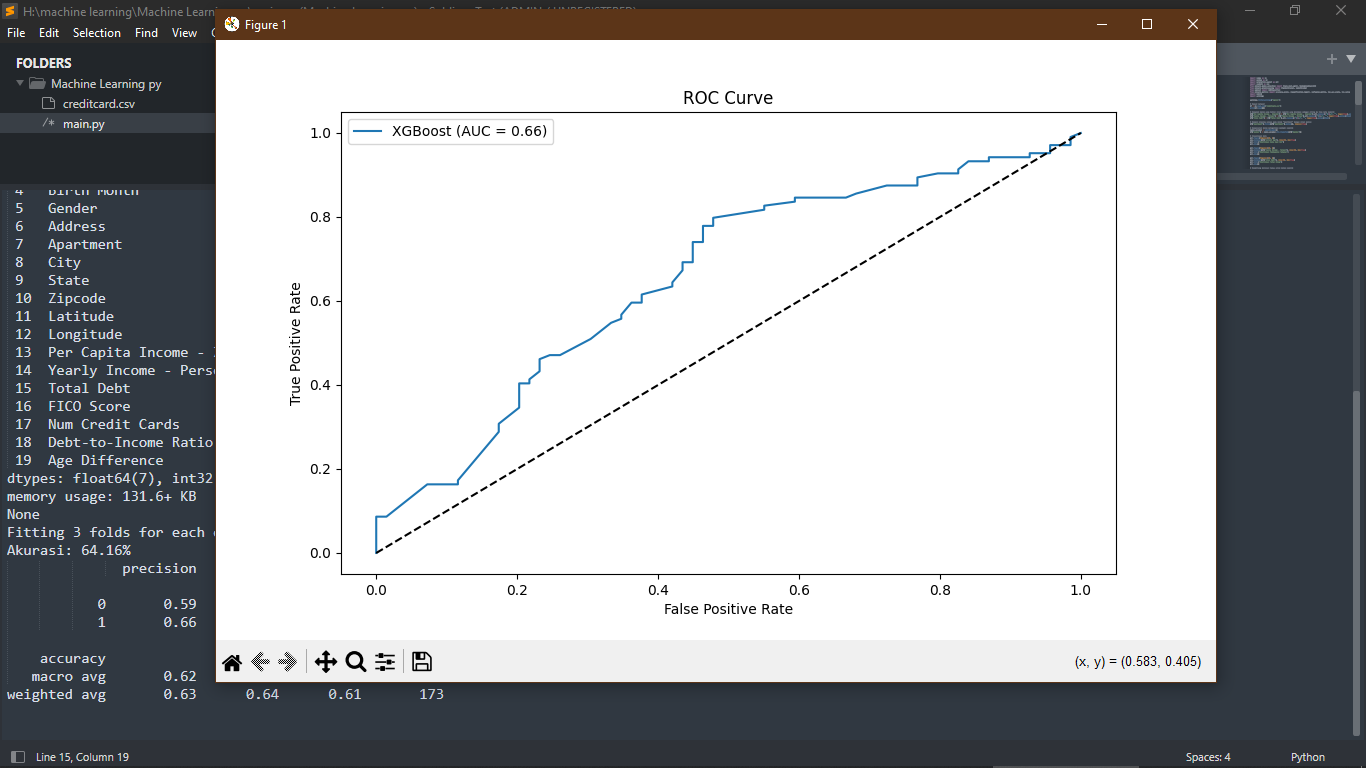 H:\machine learning\Machine Learn
File Edit Selection Find View
FOLDERS
Machine Learning py
creditcard.csv
/* main.py
4 Birth Month
5 Gender
6 Address
7 Apartment
8 City
9 State
10 Zipcode
11 Latitude
12 Longitude
13 Per Capita Income -
14 Yearly Income - Pers
15 Total Debt
16 FICO Score
17 Num Credit Cards
18 Debt-to-Income Ratio
19 Age Difference
dtypes: float64(7), int32
memory usage: 131.6+ KB
None
Fitting 3 folds for each
Akurasi: 64.16%
precision
0 0.59
1 0.66
accuracy
macro avg 0.62
weighted avg 0.63 0.64 0.61 173
Figure 1
ROC Curve
XGBoost (AUC = 0.66)
True Positive Rate
1.0
0.8
0.6
0.4
0.2
0.0
0.0 0.2 0.4 0.6 0.8 1.0
False Positive Rate
(x, y) = (0.583, 0.405)
Line 15, Column 19
Spaces: 4
Python